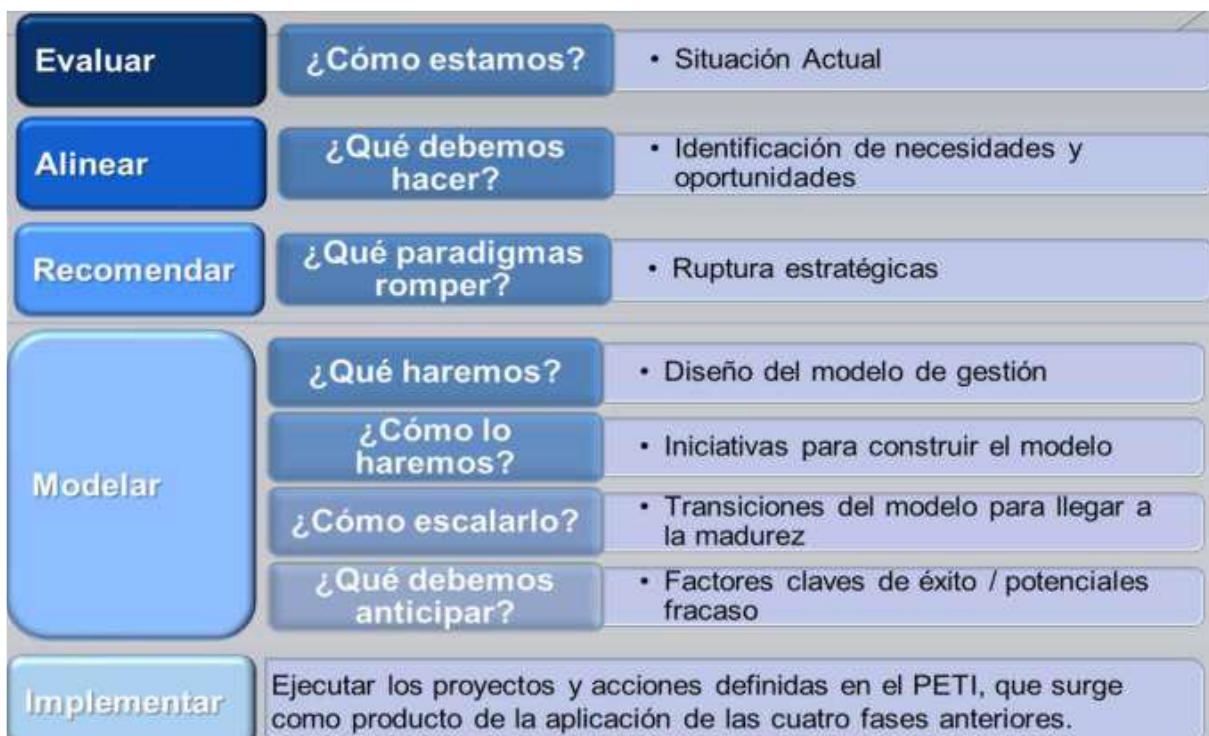 Evaluar
¿Cómo estamos?
• Situación Actual
Alinear
¿Qué debemos
hacer?
• Identificación de necesidades y
oportunidades
Recomendar
¿Qué paradigmas
romper?
• Ruptura estratégicas
Modelar
¿Qué haremos?
• Diseño del modelo de gestión
¿Cómo lo
haremos?
• Iniciativas para construir el modelo
¿Cómo escalarlo?
• Transiciones del modelo para llegar a
la madurez
¿Qué debemos
anticipar?
• Factores claves de éxito / potenciales
fracaso
Implementar
Ejecutar los proyectos y acciones definidas en el PETI, que surge
como producto de la aplicación de las cuatro fases anteriores.